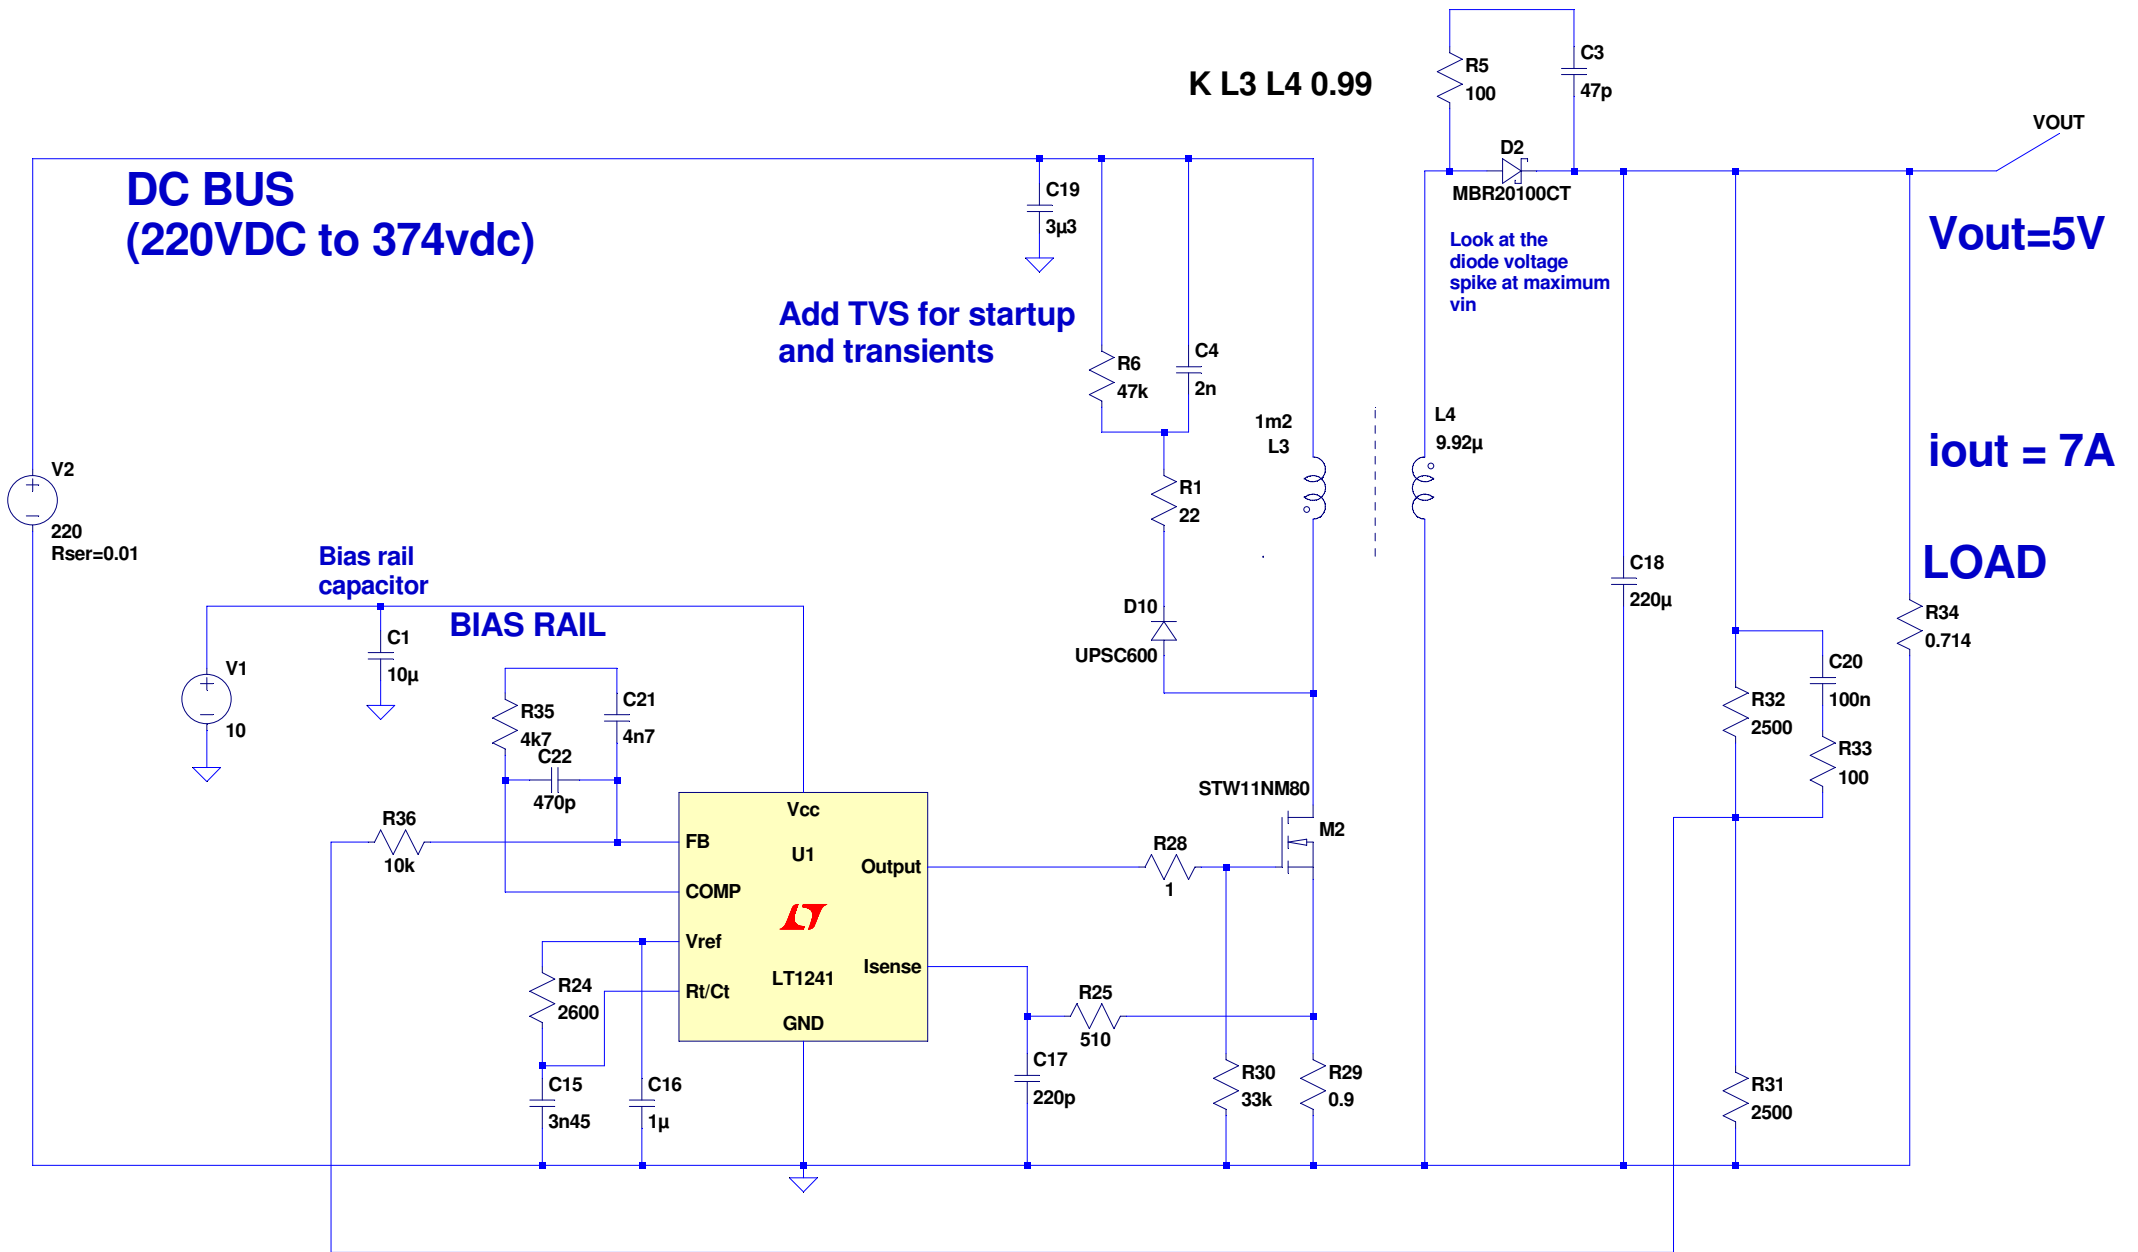 K L3 L4 0.99
R5
100
C3
47p
VOUT
D2
MBR20100CT
DC BUS
(220VDC to 374vdc)
C19
3µ3
Look at the
diode voltage
spike at maximum
vin
Vout=5V
Add TVS for startup
and transients
R6
47k
C4
2n
1m2
L3
L4
9.92µ
iout = 7A
V2
220
Rser=0.01
R1
22
Bias rail
capacitor
BIAS RAIL
C1
10µ
V1
10
D10
UPSC600
C18
220µ
LOAD
R34
0.714
C20
100n
R32
2500
R33
100
R35
4k7
C21
4n7
C22
470p
R36
10k
STW11NM80
M2
R28
1
Vcc
FB
U1
Output
COMP
Vref
Isense
LT1241
Rt/Ct
GND
R24
2600
R25
510
C15
3n45
C16
1µ
C17
220p
R30
33k
R29
0.9
R31
2500